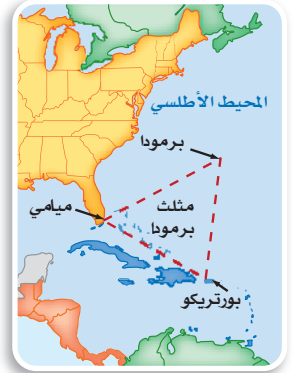 المحيط الأطلسي
برمودا
ميامي
مثلث
برمودا
بورتريكو